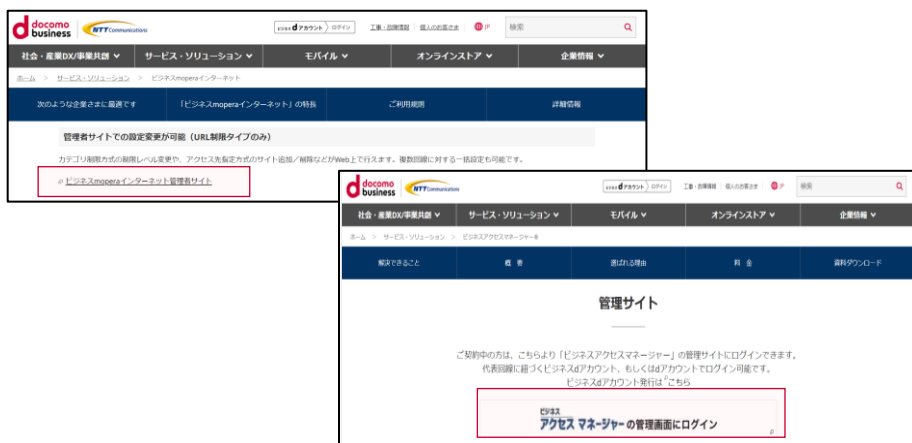 docomo business NTT Communications ビジネスdアカウント ログイン 工事・故障情報 個人のお客さま JP 検索
社会・産業DX/事業共創 サービス・ソリューション モバイル オンラインストア 企業情報
ホーム > サービス・ソリューション > ビジネスmoperaインターネット
次のような企業さまに最適です 「ビジネスmoperaインターネット」の特長 ご利用規則 詳細情報
管理者サイトでの設定変更が可能（URL制限タイプのみ）
カテゴリ制限方式の制限レベル変更や、アクセス先指定方式のサイト追加／削除などがWeb上で行えます。複数回線に対する一括設定も可能です。
ビジネスmoperaインターネット管理者サイト
docomo business NTT Communications ビジネスdアカウント ログイン 工事・故障情報 個人のお客さま JP 検索
社会・産業DX/事業共創 サービス・ソリューション モバイル オンラインストア 企業情報
ホーム > サービス・ソリューション > ビジネスアクセスマネージャー®
解決できること 概 要 選ばれる理由 料 金 資料ダウンロード
管理サイト
ご契約中の方は、こちらより「ビジネスアクセスマネージャー」の管理サイトにログインできます。
代表回線に紐づくビジネスdアカウント、もしくはdアカウントでログイン可能です。
ビジネスdアカウント発行はこちら
ビジネス
アクセス マネージャーの管理画面にログイン